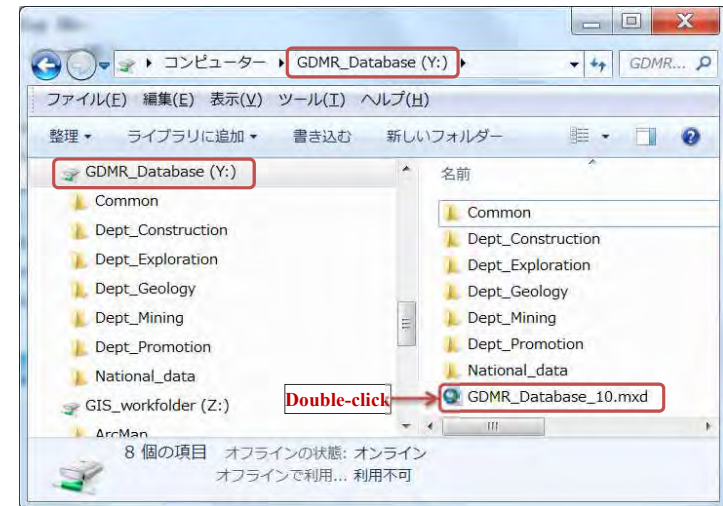 コンピューター GDMR_Database (Y:) GDMR...
ファイル(F) 編集(E) 表示(V) ツール(T) ヘルプ(H)
整理 ライブラリに追加 書き込む 新しいフォルダー
GDMR_Database (Y:)
Common
Dept_Construction
Dept_Exploration
Dept_Geology
Dept_Mining
Dept_Promotion
National_data
GIS_workfolder (Z:)
ArcMap
名前
Common
Dept_Construction
Dept_Exploration
Dept_Geology
Dept_Mining
Dept_Promotion
National_data
Double-click
GDMR_Database_10.mxd
8 個の項目 オフラインの状態: オンライン
オフラインで利用... 利用不可